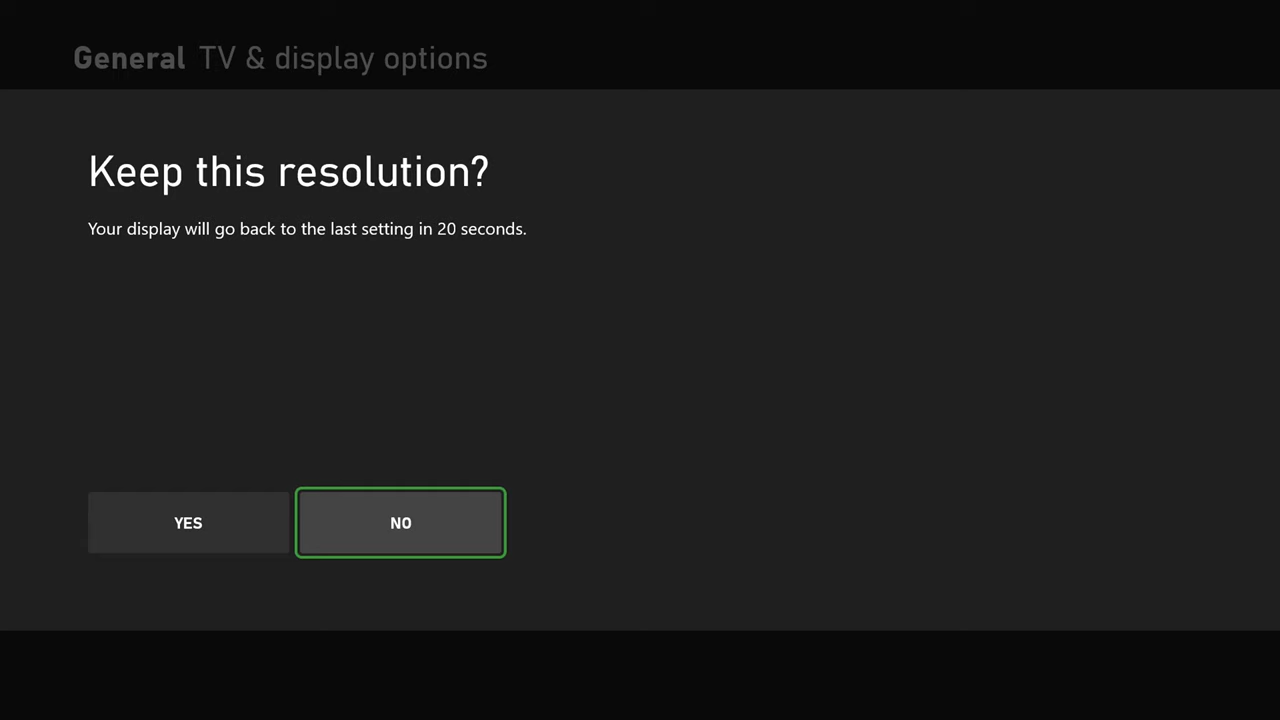 General TV & display options
Keep this resolution?
Your display will go back to the last setting in 20 seconds.
YES NO